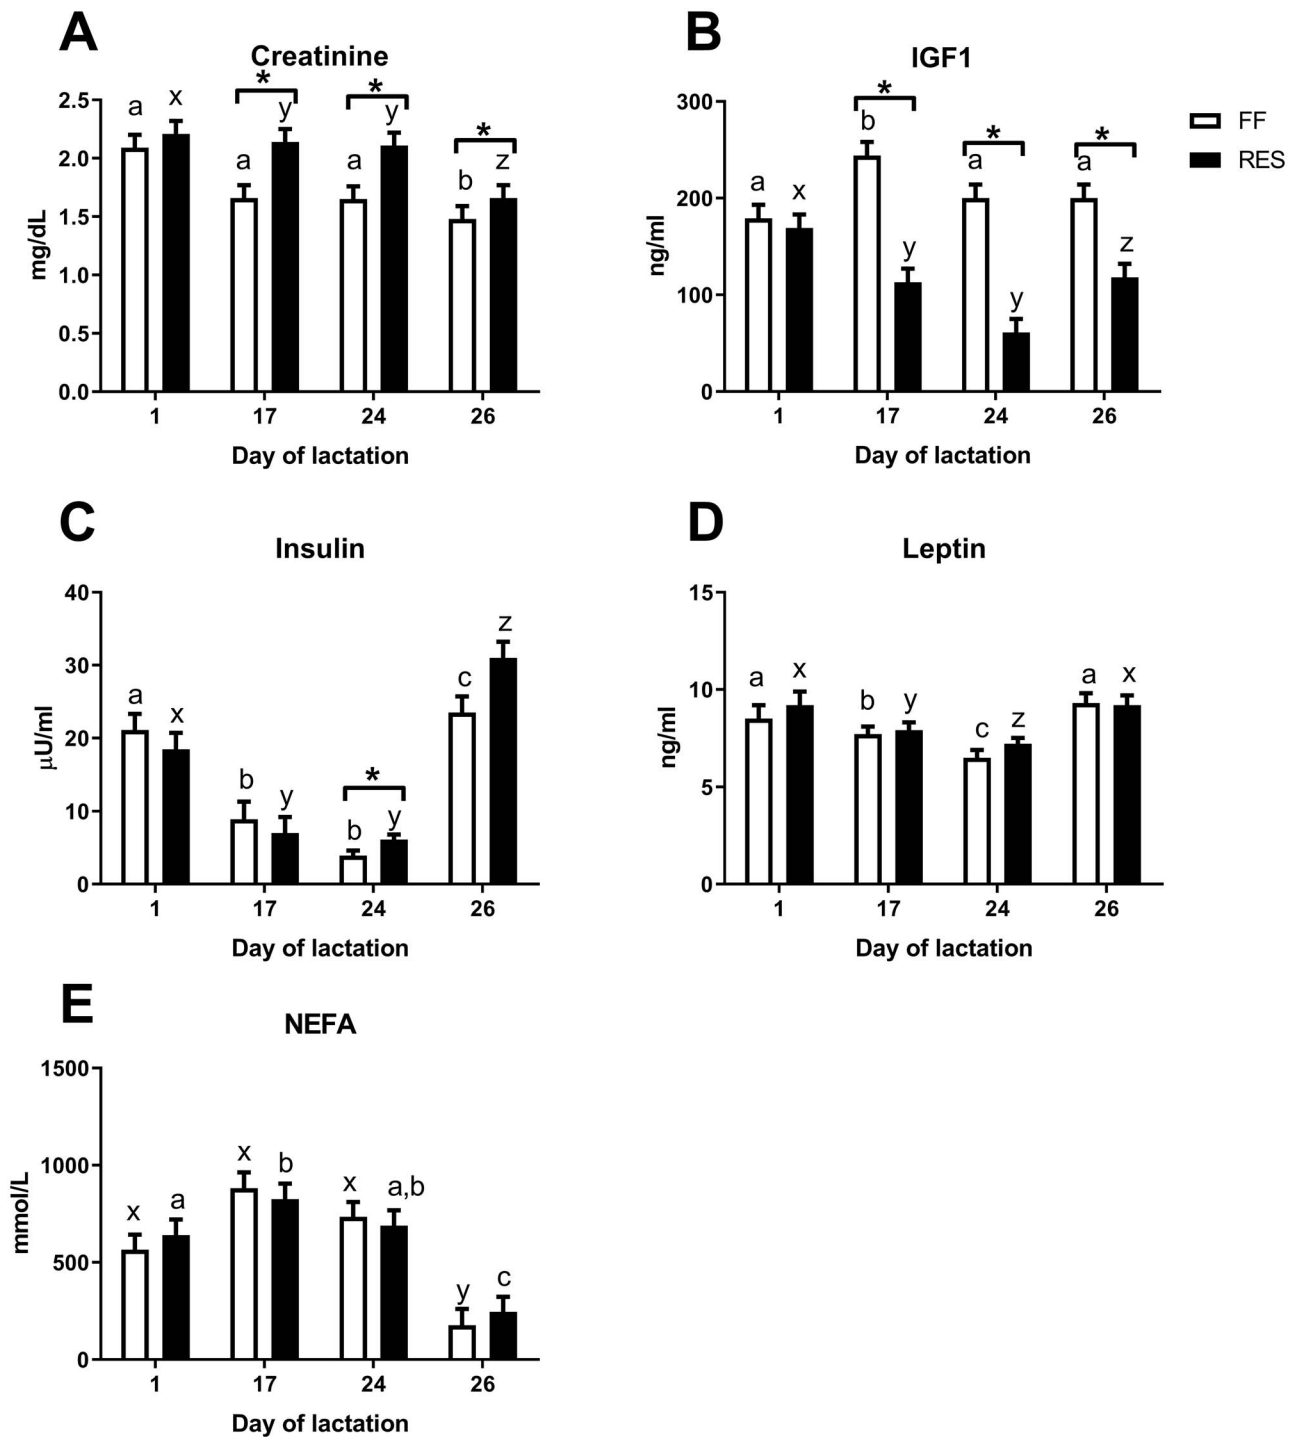 A
Creatinine
mg/dL
2.5
2.0
1.5
1.0
0.5
0.0
a x
* a y
* a y
* b z
1 17 24 26
Day of lactation
B
IGF1
ng/ml
300
200
100
0
a x
* b y
* a y
* a z
1 17 24 26
Day of lactation
FF
RES
C
Insulin
μU/ml
40
30
20
10
0
a x
b y
* b y
c z
1 17 24 26
Day of lactation
D
Leptin
ng/ml
15
10
5
0
a x
b y
c z
a x
1 17 24 26
Day of lactation
E
NEFA
mmol/L
1500
1000
500
0
x a
x b
x a,b
y c
1 17 24 26
Day of lactation